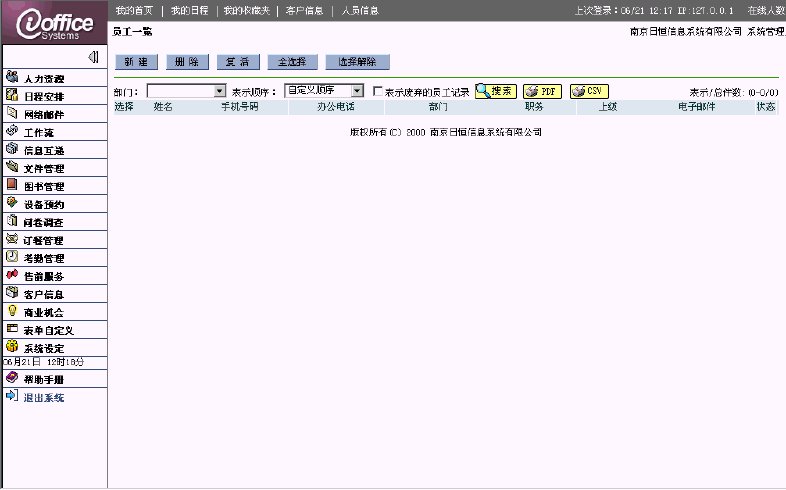 ioffice Systems
我的首页 | 我的日程 | 我的收藏夹 | 客户信息 | 人员信息
上次登录：06/21 12:17 IP:127.0.0.1 在线人数
员工一览
南京日恒信息系统有限公司 系统管理
新 建 删 除 复 活 全选择 选择解除
部门： 表示顺序： 自定义顺序 表示废弃的员工记录 搜索 PDF CSV 表示/总件数: (0-0/0)
选择 姓名 手机号码 办公电话 部门 职务 上级 电子邮件 状态
版权所有(C) 2000 南京日恒信息系统有限公司
人力资源
日程安排
网络邮件
工作流
信息互递
文件管理
图书管理
设备预约
问卷调查
订餐管理
考勤管理
售前服务
客户信息
商业机会
表单自定义
系统设定
06月21日 12时18分
帮助手册
退出系统